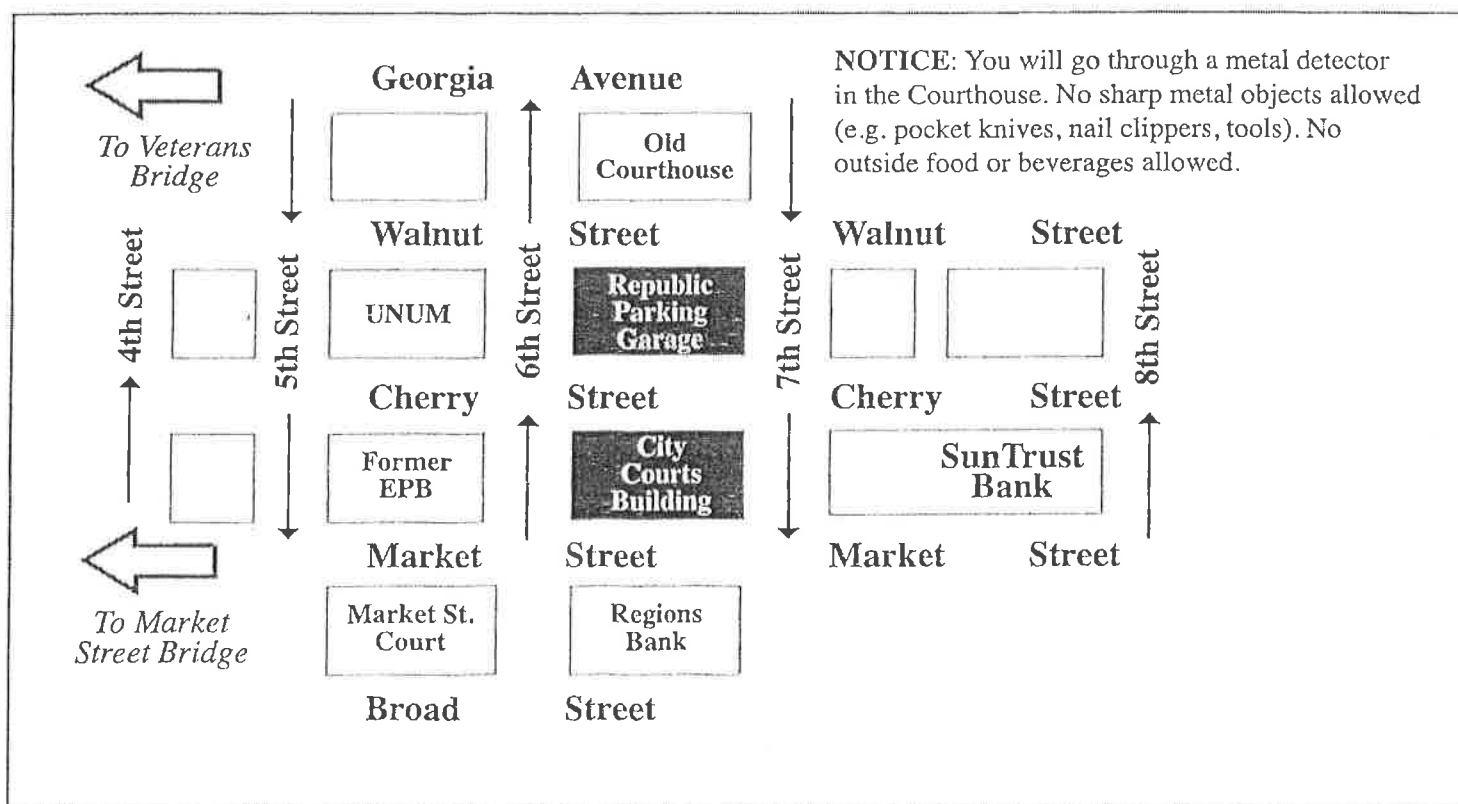 Georgia Avenue
NOTICE: You will go through a metal detector
in the Courthouse. No sharp metal objects allowed
(e.g. pocket knives, nail clippers, tools). No
outside food or beverages allowed.
To Veterans
Bridge
Old
Courthouse
Walnut Street Walnut Street
4th Street
5th Street
UNUM
6th Street
Republic
Parking
Garage
7th Street
8th Street
Cherry Street Cherry Street
Former
EPB
City
Courts
Building
SunTrust
Bank
Market Street Market Street
To Market
Street Bridge
Market St.
Court
Regions
Bank
Broad Street